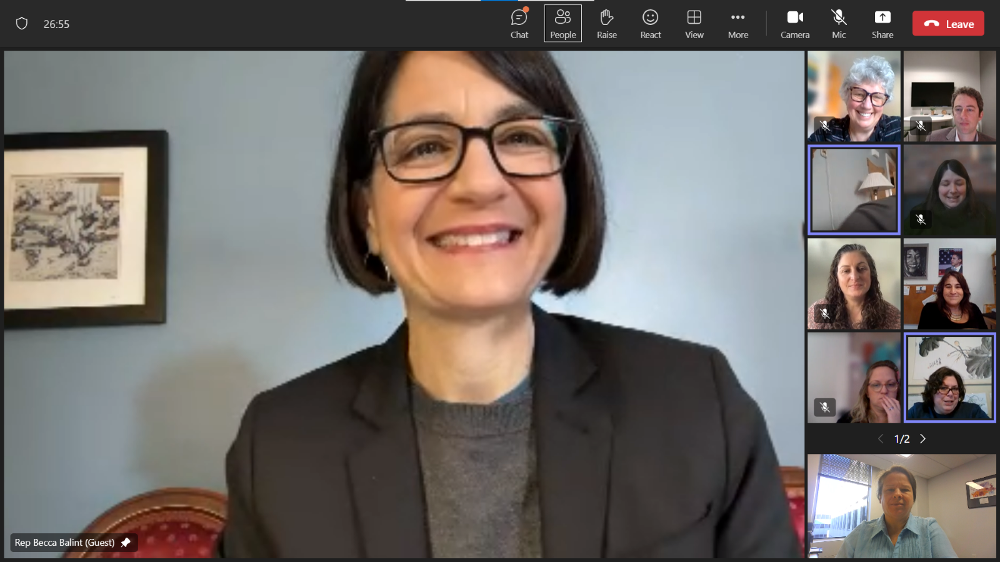 26:55
Chat
People
Raise
React
View
More
Camera
Mic
Share
Leave
Rep Becca Balint (Guest)
1/2